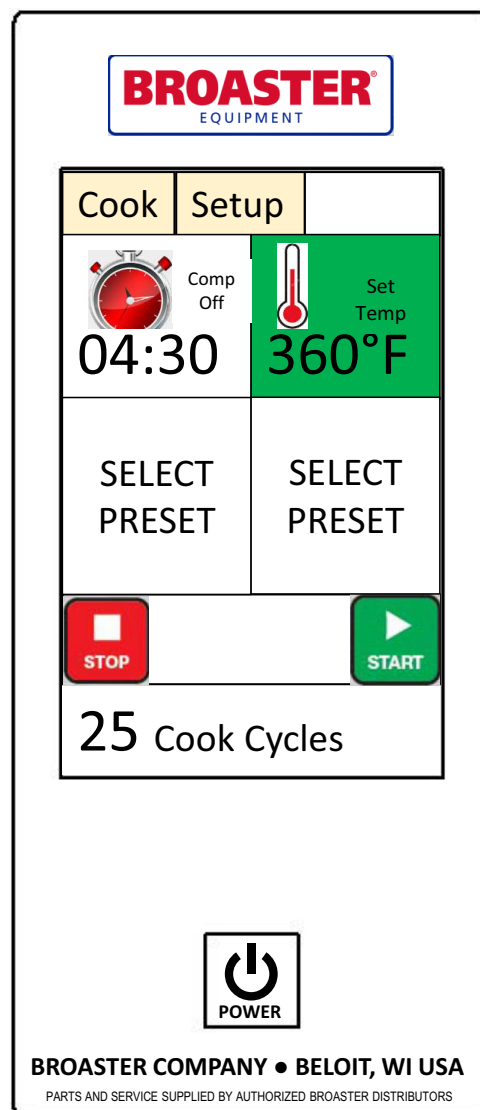 BROASTER®
EQUIPMENT
Cook Setup
Comp
Off
04:30
Set
Temp
360°F
SELECT
PRESET
SELECT
PRESET
STOP
START
25 Cook Cycles
POWER
BROASTER COMPANY ● BELOIT, WI USA
PARTS AND SERVICE SUPPLIED BY AUTHORIZED BROASTER DISTRIBUTORS